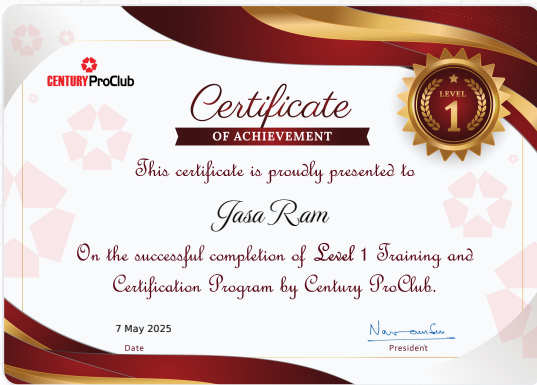 CENTURY ProClub
Certificate
OF ACHIEVEMENT
LEVEL
1
This certificate is proudly presented to
Jasa Ram
On the successful completion of Level 1 Training and
Certification Program by Century ProClub.
7 May 2025
Date
President